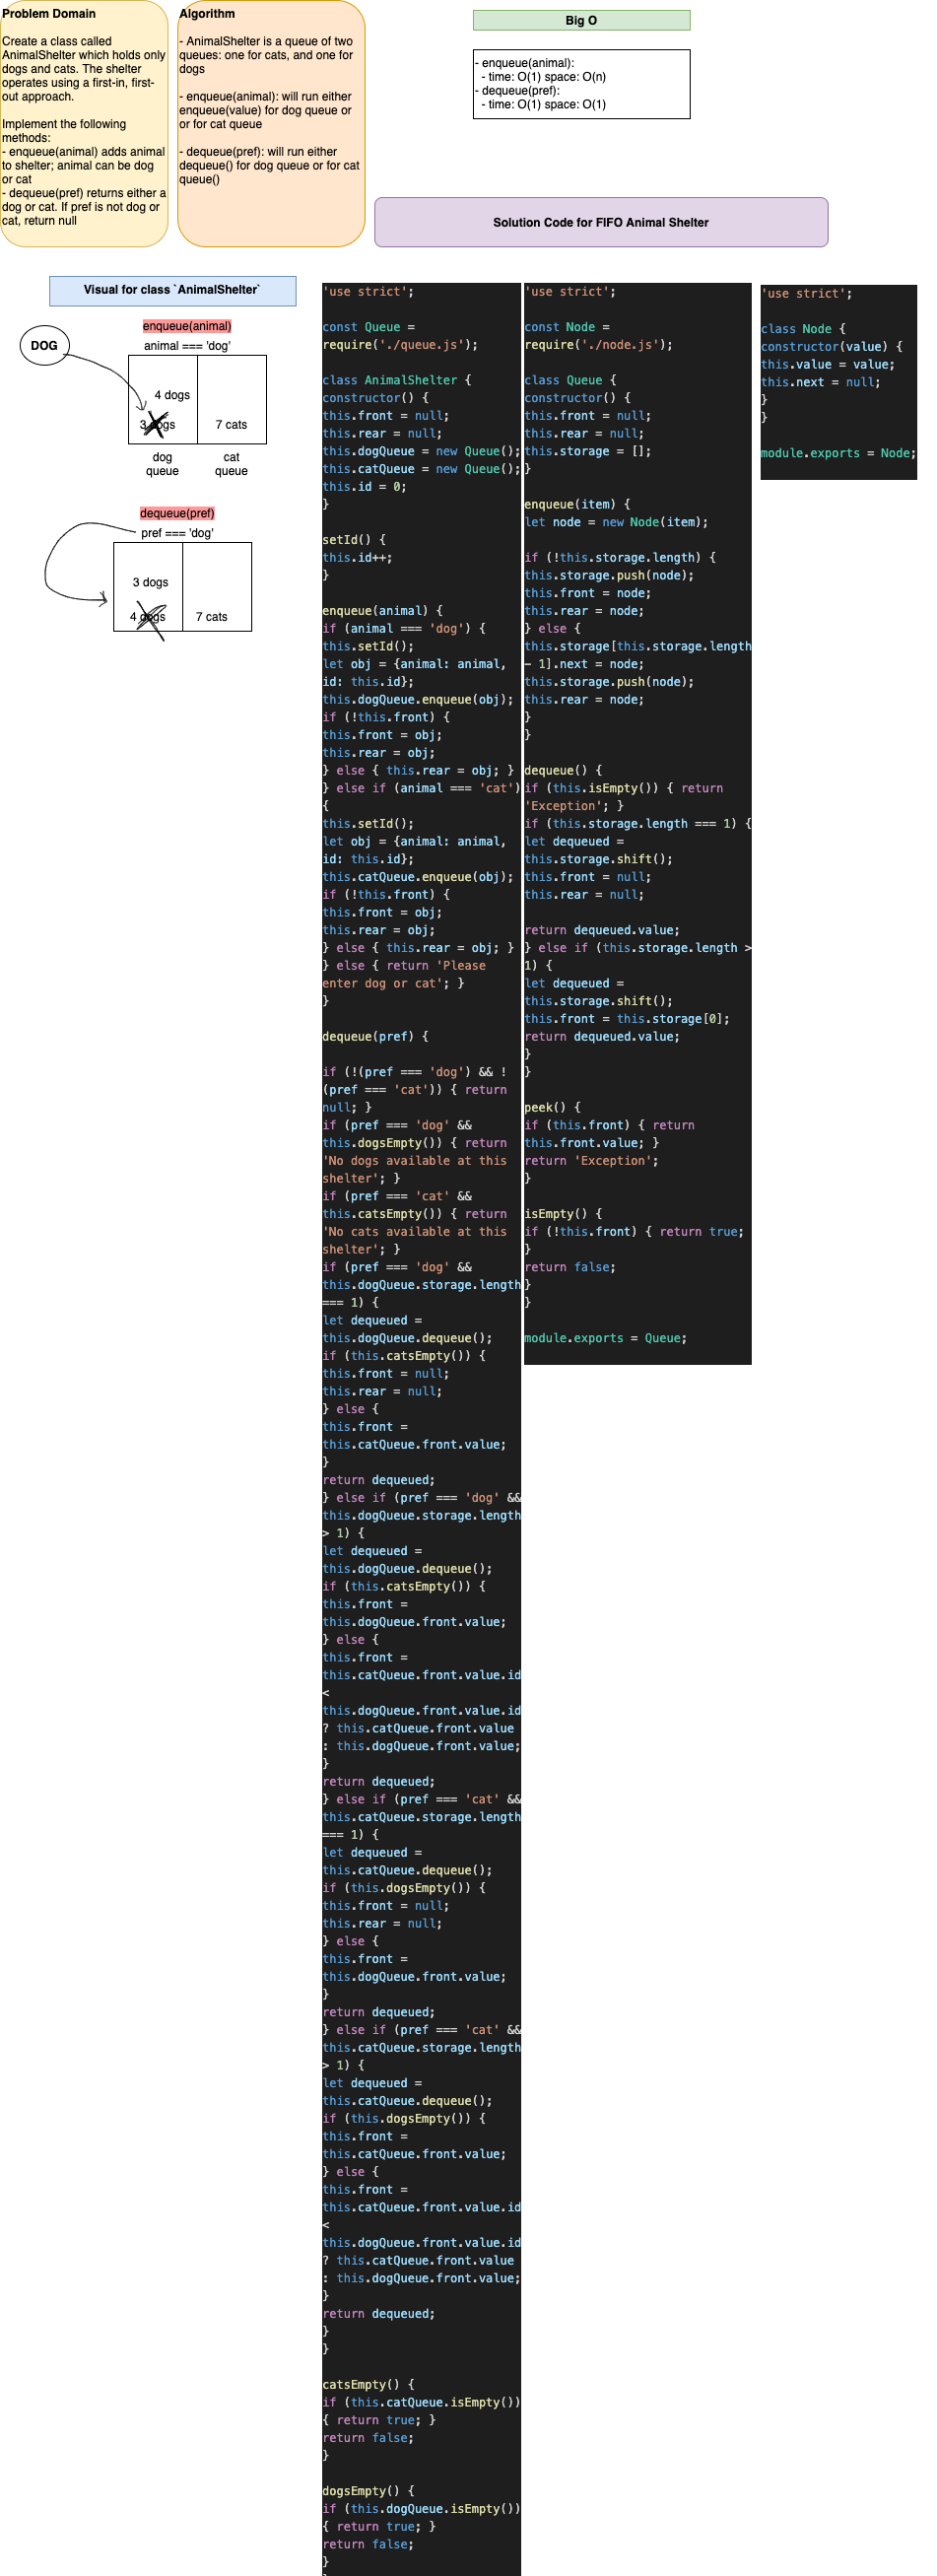 Problem Domain
Create a class called
AnimalShelter which holds only
dogs and cats. The shelter
operates using a first-in, first-
out approach.
Implement the following
methods:
- enqueue(animal) adds animal
to shelter; animal can be dog
or cat
- dequeue(pref) returns either a
dog or cat. If pref is not dog or
cat, return null
Algorithm
- AnimalShelter is a queue of two
queues: one for cats, and one for
dogs
- enqueue(animal): will run either
enqueue(value) for dog queue or
or for cat queue
- dequeue(pref): will run either
dequeue() for dog queue or for cat
queue()
Big O
- enqueue(animal):
- time: O(1) space: O(n)
- dequeue(pref):
- time: O(1) space: O(1)
Solution Code for FIFO Animal Shelter
Visual for class `AnimalShelter`
enqueue(animal)
DOG
animal === 'dog'
4 dogs
3 dogs
7 cats
dog
queue
cat
queue
dequeue(pref)
pref === 'dog'
3 dogs
4 dogs
7 cats
'use strict';
const Queue =
require('./queue.js');
class AnimalShelter {
constructor() {
this.front = null;
this.rear = null;
this.dogQueue = new Queue();
this.catQueue = new Queue();
this.id = 0;
}
setId() {
this.id++;
}
enqueue(animal) {
if (animal === 'dog') {
this.setId();
let obj = {animal: animal,
id: this.id};
this.dogQueue.enqueue(obj);
if (!this.front) {
this.front = obj;
this.rear = obj;
} else { this.rear = obj; }
} else if (animal === 'cat')
{
this.setId();
let obj = {animal: animal,
id: this.id};
this.catQueue.enqueue(obj);
if (!this.front) {
this.front = obj;
this.rear = obj;
} else { this.rear = obj; }
} else { return 'Please
enter dog or cat'; }
}
dequeue(pref) {
if (!(pref === 'dog') && !
(pref === 'cat')) { return
null; }
if (pref === 'dog' &&
this.dogsEmpty()) { return
'No dogs available at this
shelter'; }
if (pref === 'cat' &&
this.catsEmpty()) { return
'No cats available at this
shelter'; }
if (pref === 'dog' &&
this.dogQueue.storage.length
=== 1) {
let dequeued =
this.dogQueue.dequeue();
if (this.catsEmpty()) {
this.front = null;
this.rear = null;
} else {
this.front =
this.catQueue.front.value;
}
return dequeued;
} else if (pref === 'dog' &&
this.dogQueue.storage.length
> 1) {
let dequeued =
this.dogQueue.dequeue();
if (this.catsEmpty()) {
this.front =
this.dogQueue.front.value;
} else {
this.front =
this.catQueue.front.value.id
<
this.dogQueue.front.value.id
? this.catQueue.front.value
: this.dogQueue.front.value;
}
return dequeued;
} else if (pref === 'cat' &&
this.catQueue.storage.length
=== 1) {
let dequeued =
this.catQueue.dequeue();
if (this.dogsEmpty()) {
this.front = null;
this.rear = null;
} else {
this.front =
this.dogQueue.front.value;
}
return dequeued;
} else if (pref === 'cat' &&
this.catQueue.storage.length
> 1) {
let dequeued =
this.catQueue.dequeue();
if (this.dogsEmpty()) {
this.front =
this.catQueue.front.value;
} else {
this.front =
this.catQueue.front.value.id
<
this.dogQueue.front.value.id
? this.catQueue.front.value
: this.dogQueue.front.value;
}
return dequeued;
}
}
catsEmpty() {
if (this.catQueue.isEmpty())
{ return true; }
return false;
}
dogsEmpty() {
if (this.dogQueue.isEmpty())
{ return true; }
return false;
}
'use strict';
const Node =
require('./node.js');
class Queue {
constructor() {
this.front = null;
this.rear = null;
this.storage = [];
}
enqueue(item) {
let node = new Node(item);
if (!this.storage.length) {
this.storage.push(node);
this.front = node;
this.rear = node;
} else {
this.storage[this.storage.length
- 1].next = node;
this.storage.push(node);
this.rear = node;
}
}
dequeue() {
if (this.isEmpty()) { return
'Exception'; }
if (this.storage.length === 1) {
let dequeued =
this.storage.shift();
this.front = null;
this.rear = null;
return dequeued.value;
} else if (this.storage.length >
1) {
let dequeued =
this.storage.shift();
this.front = this.storage[0];
return dequeued.value;
}
}
peek() {
if (this.front) { return
this.front.value; }
return 'Exception';
}
isEmpty() {
if (!this.front) { return true;
}
return false;
}
}
module.exports = Queue;
'use strict';
class Node {
constructor(value) {
this.value = value;
this.next = null;
}
}
module.exports = Node;